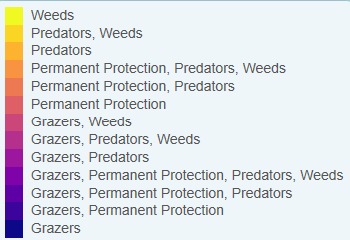 Weeds
Predators, Weeds
Predators
Permanent Protection, Predators, Weeds
Permanent Protection, Predators
Permanent Protection
Grazers, Weeds
Grazers, Predators, Weeds
Grazers, Predators
Grazers, Permanent Protection, Predators, Weeds
Grazers, Permanent Protection, Predators
Grazers, Permanent Protection
Grazers